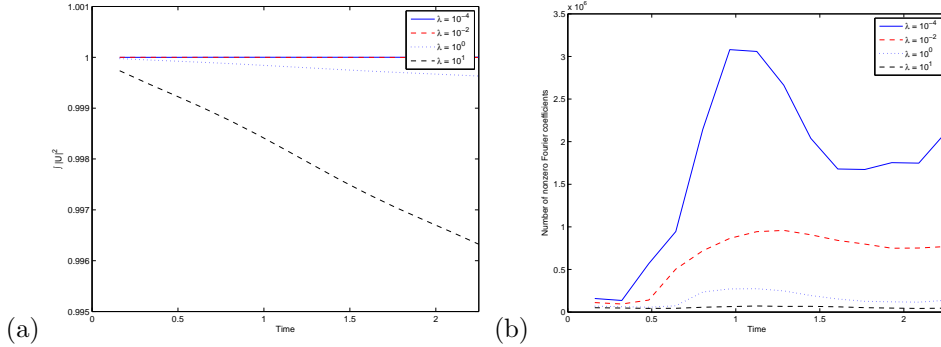 1.001
1
0.999
0.998
0.997
0.996
0.995
∫ |U|²
0
0.5
1
1.5
2
Time
λ = 10⁻⁴
λ = 10⁻²
λ = 10⁰
λ = 10¹
(a)
x 10⁶
4
3.5
3
2.5
2
1.5
1
0.5
0
Number of nonzero Fourier coefficients
0
0.5
1
1.5
2
Time
λ = 10⁻⁴
λ = 10⁻²
λ = 10⁰
λ = 10¹
(b)